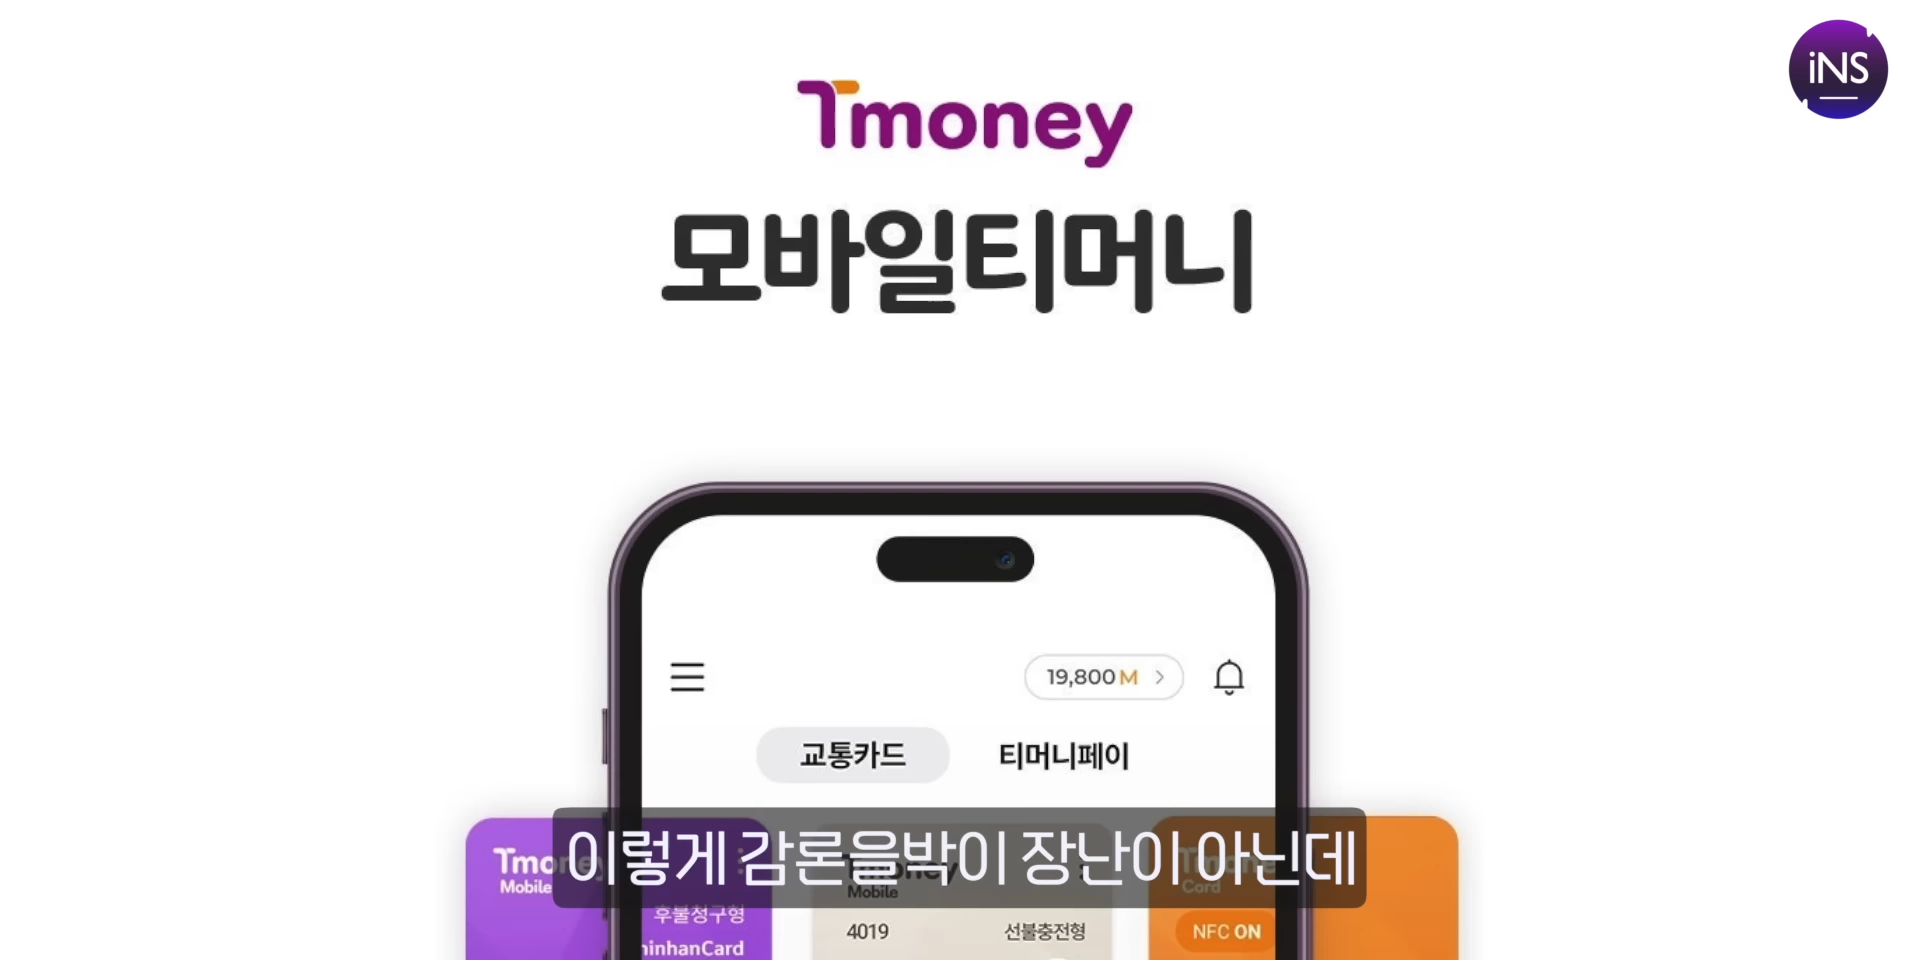 iNS
Tmoney
모바일티머니
19,800 M
교통카드 티머니페이
이렇게 감론을박이 장난이 아닌데
Mobile
Mobile
Card
후불청구형
hinhanCard
4019 선불충전형
NFC ON